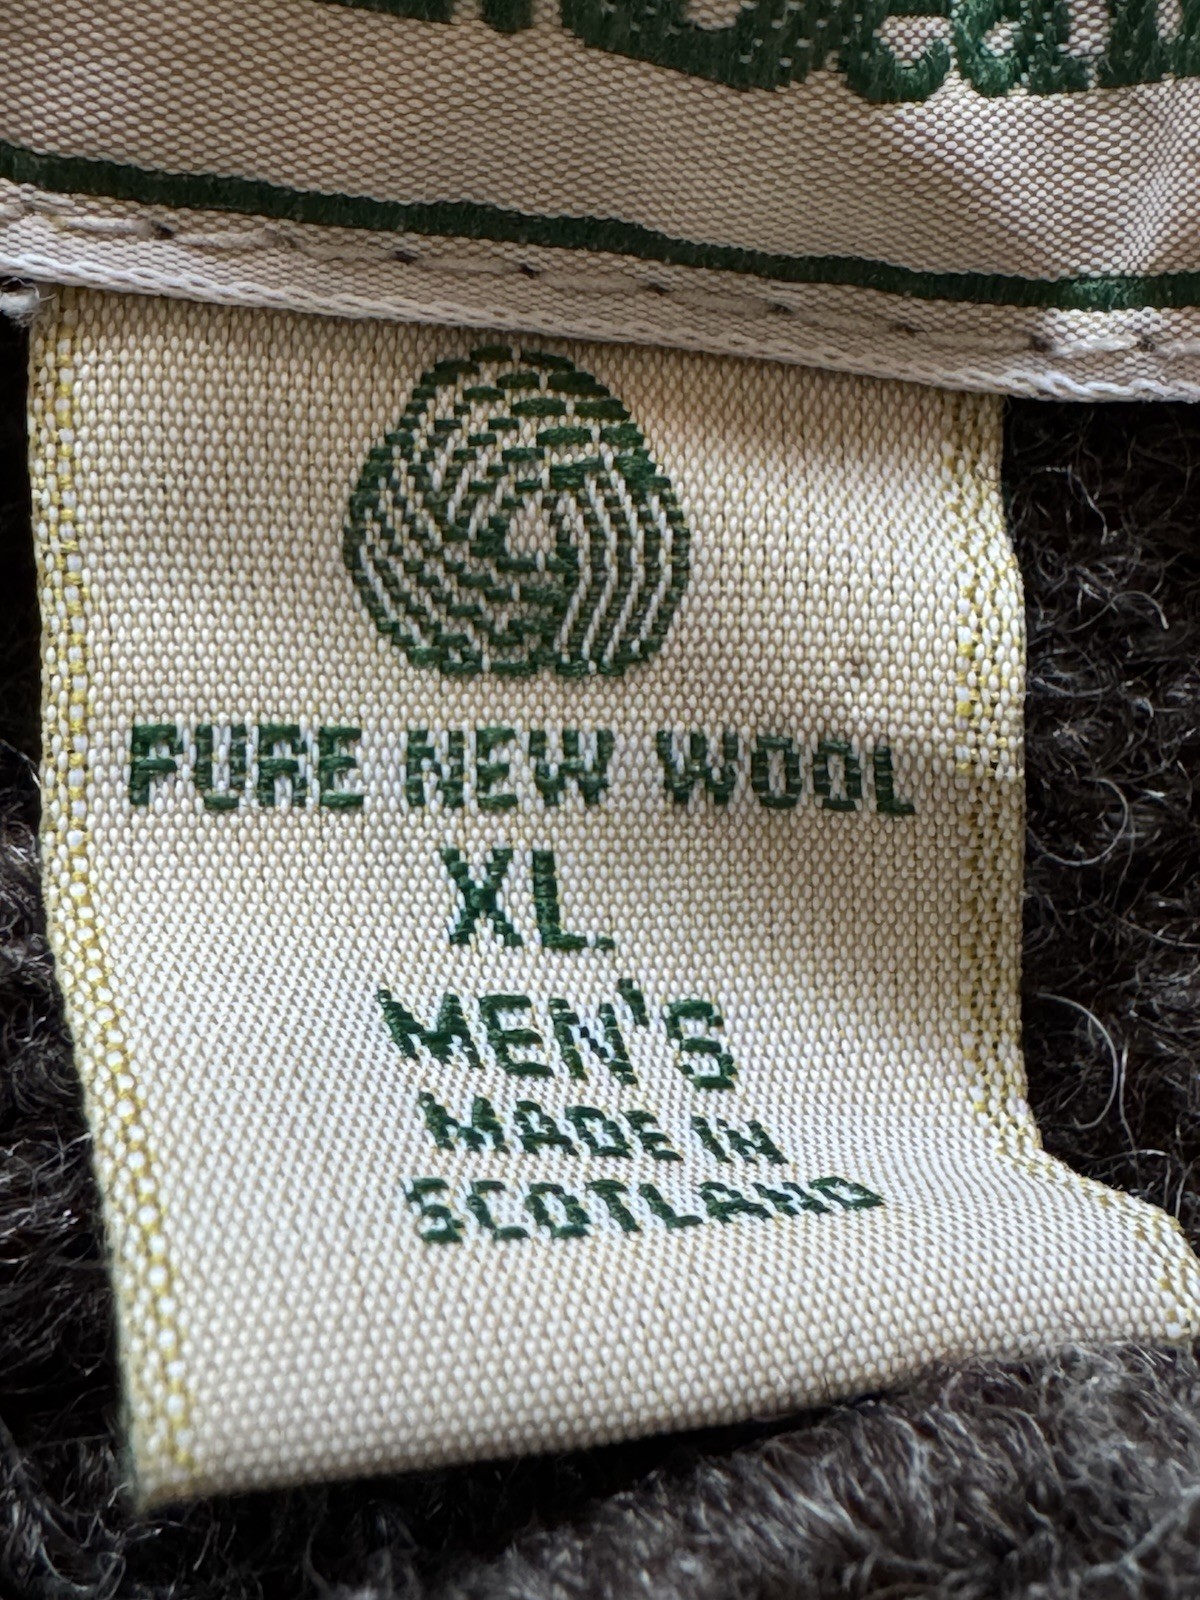 PURE NEW WOOL
XL.
MEN'S
MADE IN
SCOTLAND